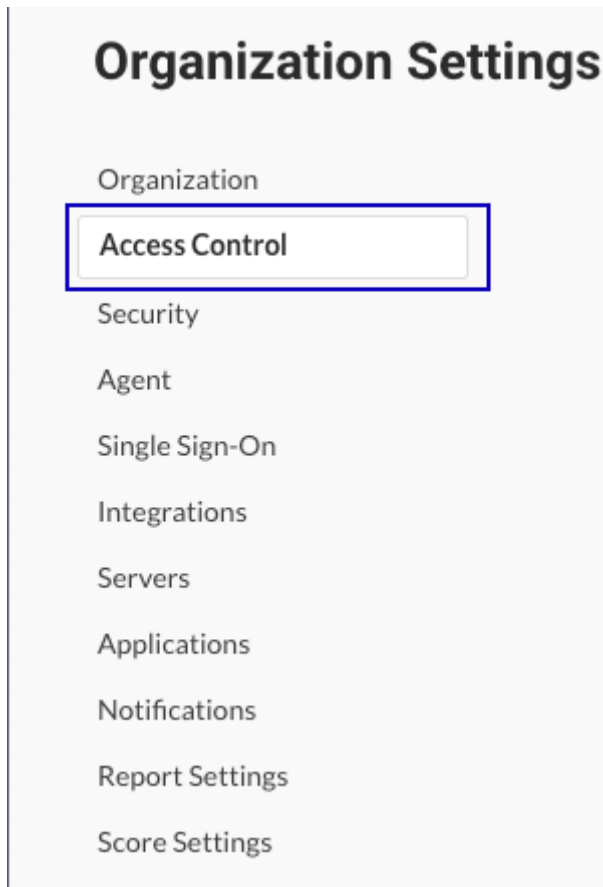 Organization Settings
Organization
Access Control
Security
Agent
Single Sign-On
Integrations
Servers
Applications
Notifications
Report Settings
Score Settings